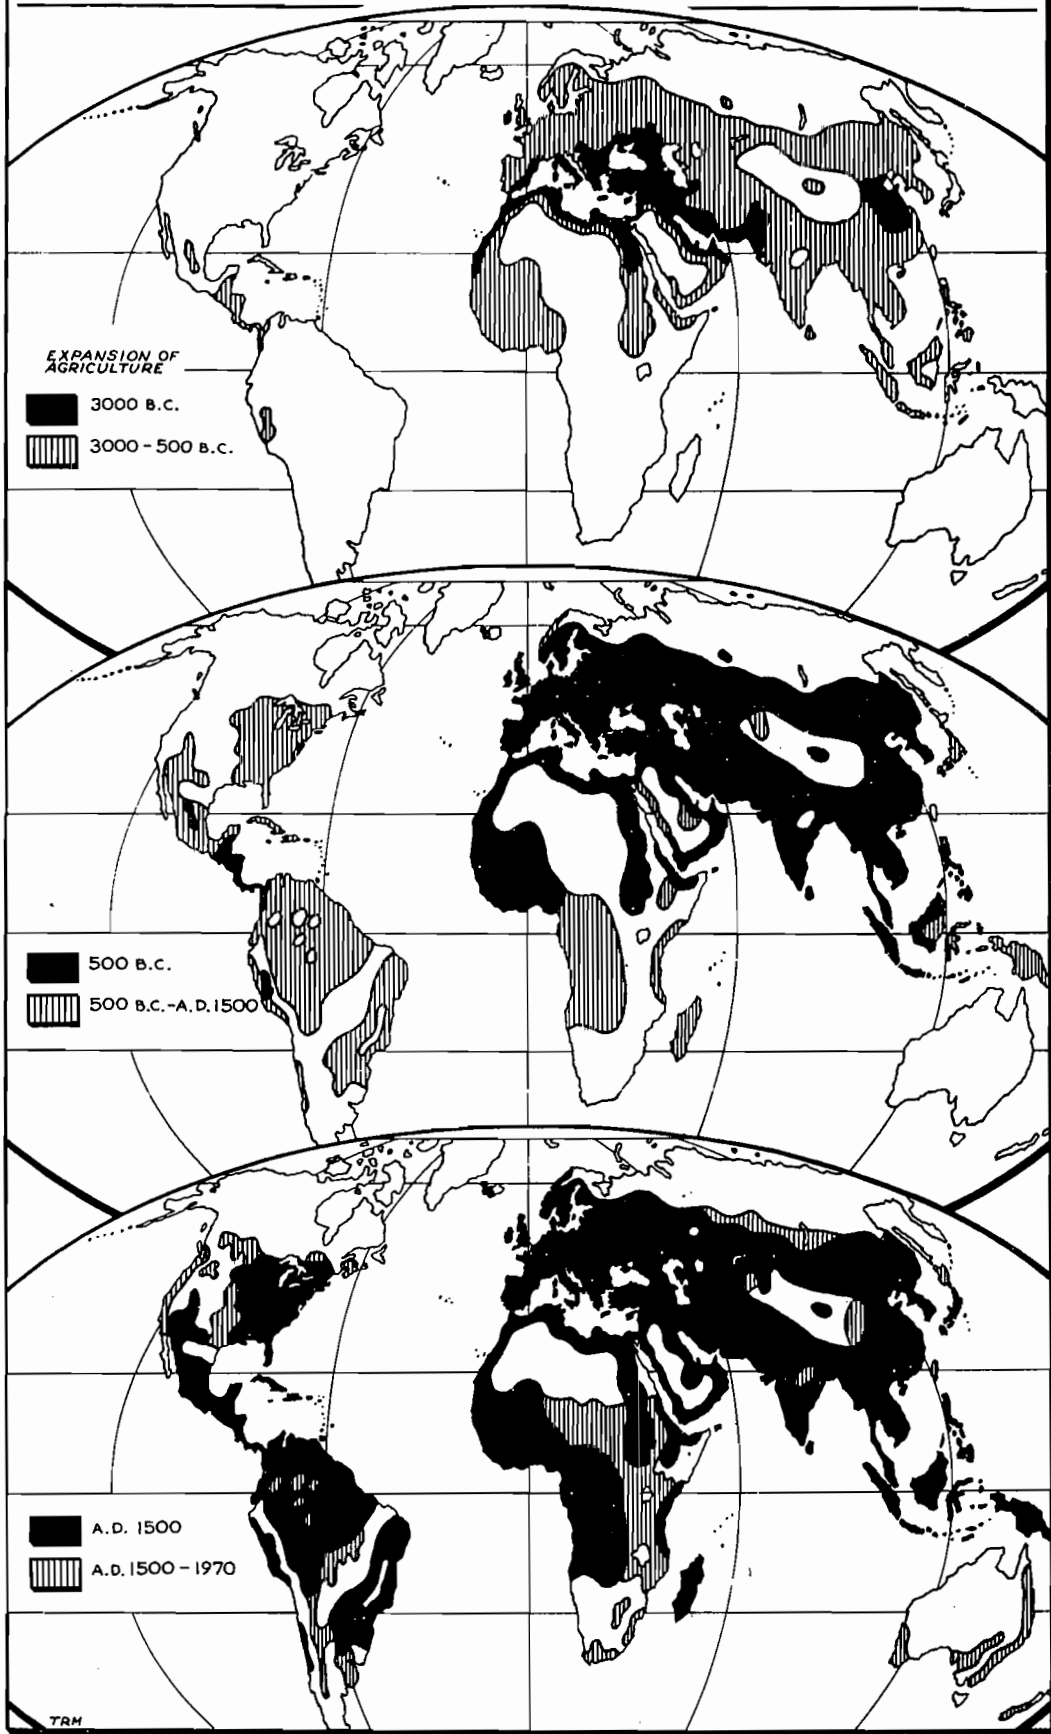 EXPANSION OF
AGRICULTURE
3000 B.C.
3000-500 B.C.
500 B.C.
500 B.C.-A.D.1500
A.D. 1500
A.D. 1500-1970
TRM